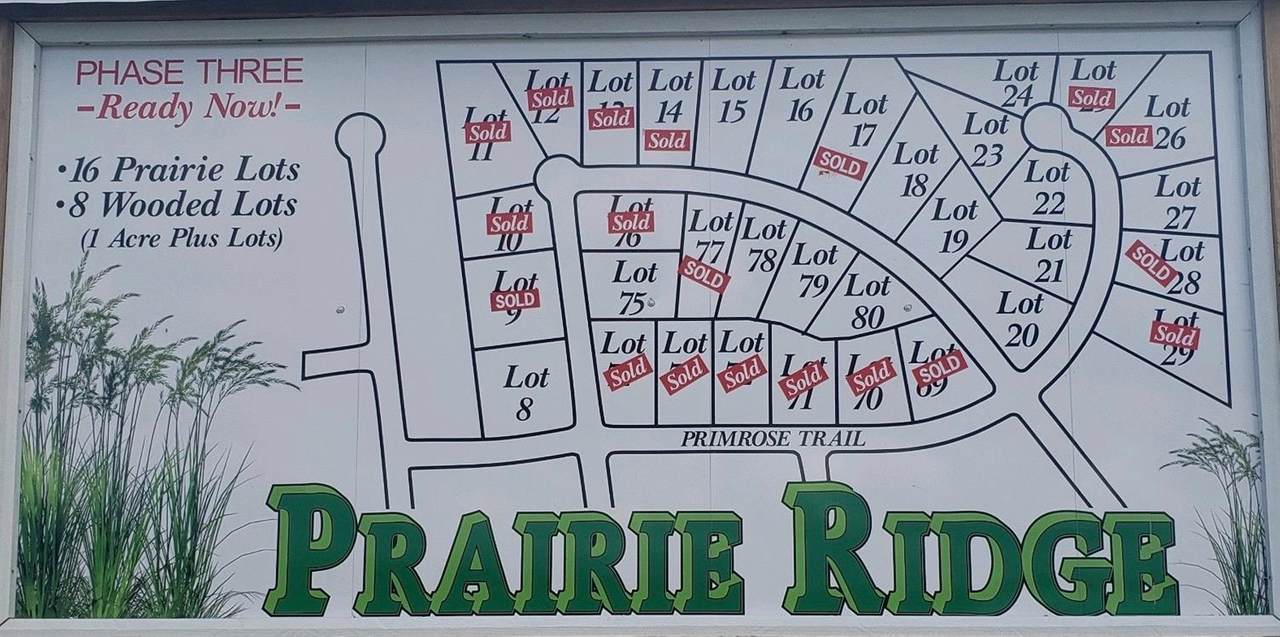 PHASE THREE
-Ready Now!-
•16 Prairie Lots
•8 Wooded Lots
(1 Acre Plus Lots)
Lot
Sold
11
Lot
Sold
12
Lot
Sold
Lot
14
Sold
Lot
15
Lot
16
Lot
17
SOLD
Lot
18
Lot
19
Lot
20
Lot
21
Lot
22
Lot
23
Lot
24
Lot
Sold
Lot
Sold 26
Lot
27
Lot
SOLD
28
Lot
Sold
29
Lot
Sold
10
Lot
SOLD
9
Lot
8
Lot
Sold
76
Lot
75
Lot
77
SOLD
Lot
78
Lot
79
Lot
80
Lot
Sold
Lot
Sold
Lot
Sold
Lot
Sold
71
Lot
Sold
70
Lot
SOLD
69
PRIMROSE TRAIL
PRAIRIE RIDGE